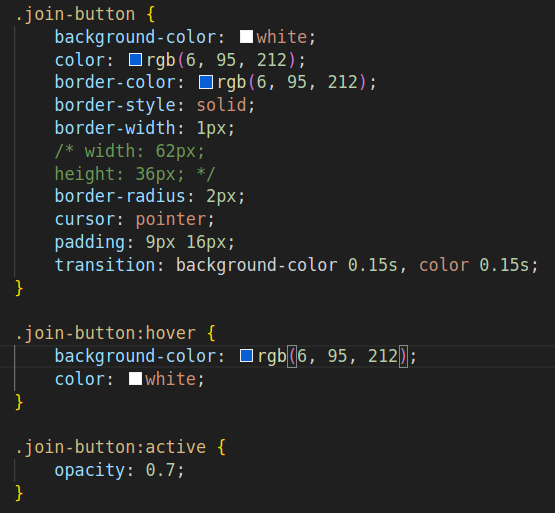 .join-button {
    background-color: white;
    color: rgb(6, 95, 212);
    border-color: rgb(6, 95, 212);
    border-style: solid;
    border-width: 1px;
    /* width: 62px;
    height: 36px; */
    border-radius: 2px;
    cursor: pointer;
    padding: 9px 16px;
    transition: background-color 0.15s, color 0.15s;
}

.join-button:hover {
    background-color: rgb(6, 95, 212);
    color: white;
}

.join-button:active {
    opacity: 0.7;
}